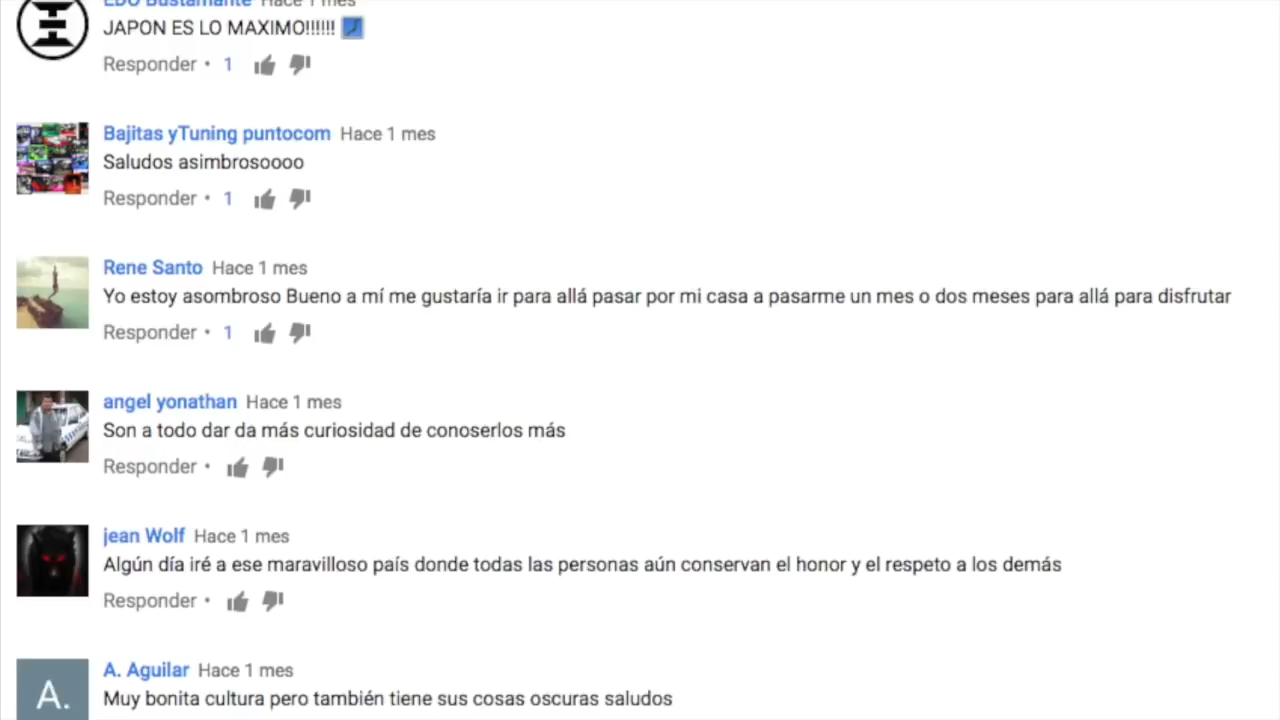 EDO Bustamante Hace 1 mes
JAPON ES LO MAXIMO!!!!!! 🗾
Responder • 1
Bajitas yTuning puntocom Hace 1 mes
Saludos asimbrosoooo
Responder • 1
Rene Santo Hace 1 mes
Yo estoy asombroso Bueno a mí me gustaría ir para allá pasar por mi casa a pasarme un mes o dos meses para allá para disfrutar
Responder • 1
angel yonathan Hace 1 mes
Son a todo dar da más curiosidad de conoserlos más
Responder •
jean Wolf Hace 1 mes
Algún día iré a ese maravilloso país donde todas las personas aún conservan el honor y el respeto a los demás
Responder •
A. Aguilar Hace 1 mes
A.
Muy bonita cultura pero también tiene sus cosas oscuras saludos